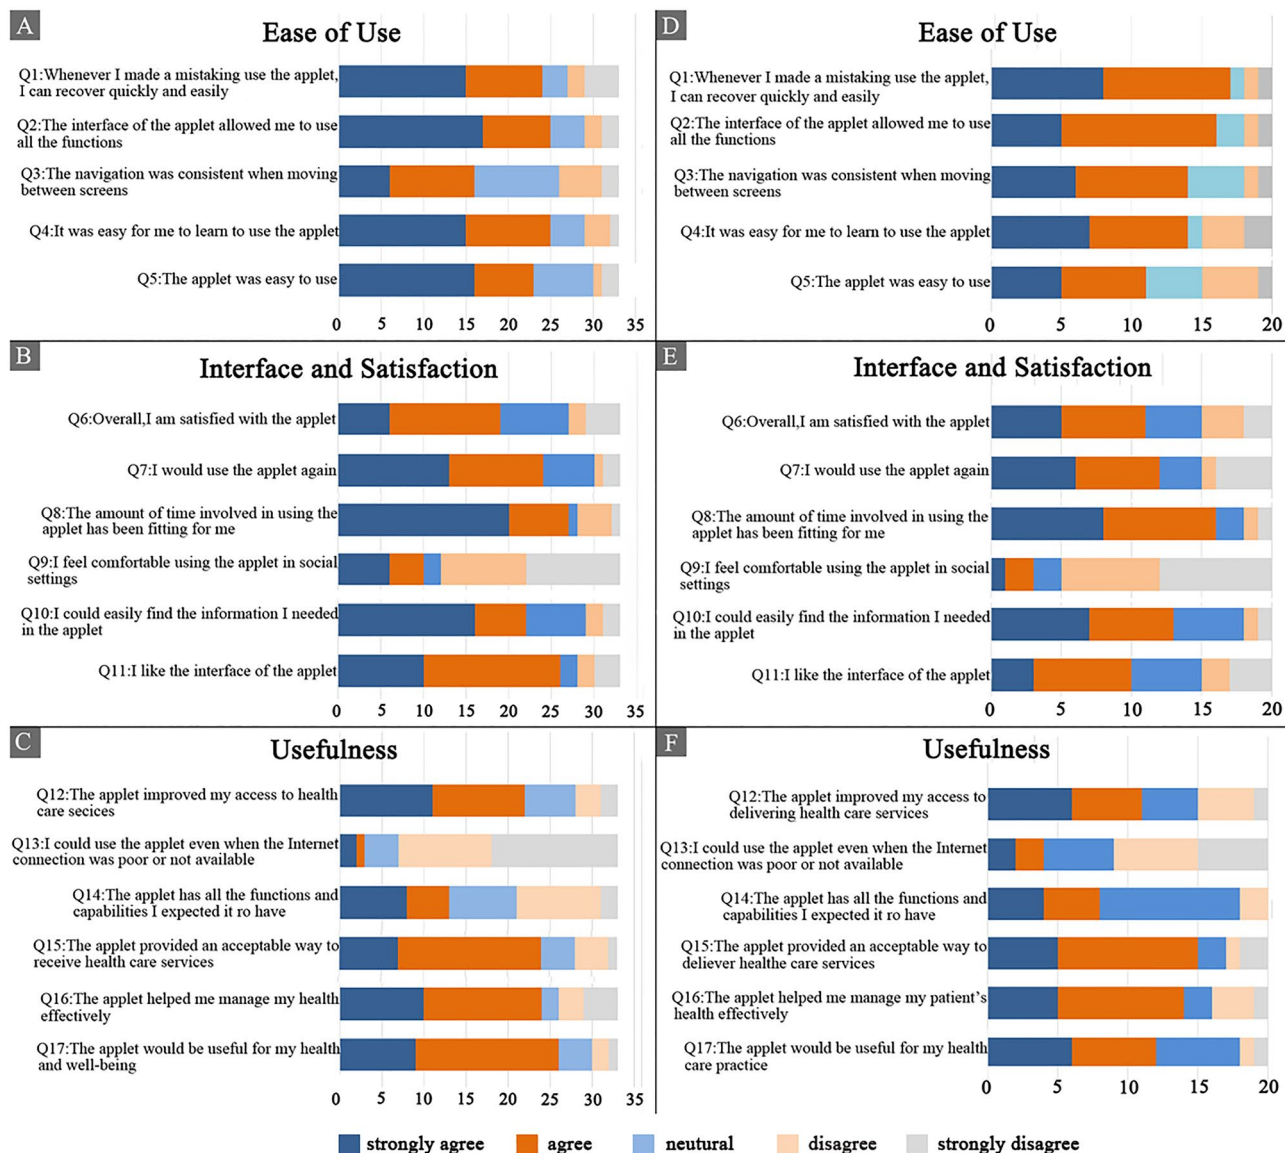 A
Ease of Use
Q1:Whenever I made a mistaking use the applet,
I can recover quickly and easily
Q2:The interface of the applet allowed me to use
all the functions
Q3:The navigation was consistent when moving
between screens
Q4:It was easy for me to learn to use the applet
Q5:The applet was easy to use
0 5 10 15 20 25 30 35
B
Interface and Satisfaction
Q6:Overall,I am satisfied with the applet
Q7:I would use the applet again
Q8:The amount of time involved in using the
applet has been fitting for me
Q9:I feel comfortable using the applet in social
settings
Q10:I could easily find the information I needed
in the applet
Q11:I like the interface of the applet
0 5 10 15 20 25 30 35
C
Usefulness
Q12:The applet improved my access to health
care secices
Q13:I could use the applet even when the Internet
connection was poor or not available
Q14:The applet has all the functions and
capabilities I expected it ro have
Q15:The applet provided an acceptable way to
receive health care services
Q16:The applet helped me manage my health
effectively
Q17:The applet would be useful for my health
and well-being
0 5 10 15 20 25 30 35
D
Ease of Use
Q1:Whenever I made a mistaking use the applet,
I can recover quickly and easily
Q2:The interface of the applet allowed me to use
all the functions
Q3:The navigation was consistent when moving
between screens
Q4:It was easy for me to learn to use the applet
Q5:The applet was easy to use
0 5 10 15 20
E
Interface and Satisfaction
Q6:Overall,I am satisfied with the applet
Q7:I would use the applet again
Q8:The amount of time involved in using the
applet has been fitting for me
Q9:I feel comfortable using the applet in social
settings
Q10:I could easily find the information I needed
in the applet
Q11:I like the interface of the applet
0 5 10 15 20
F
Usefulness
Q12:The applet improved my access to
delivering health care services
Q13:I could use the applet even when the Internet
connection was poor or not available
Q14:The applet has all the functions and
capabilities I expected it ro have
Q15:The applet provided an acceptable way to
deliever healthe care services
Q16:The applet helped me manage my patient's
health effectively
Q17:The applet would be useful for my health
care practice
0 5 10 15 20
strongly agree agree neutural disagree strongly disagree